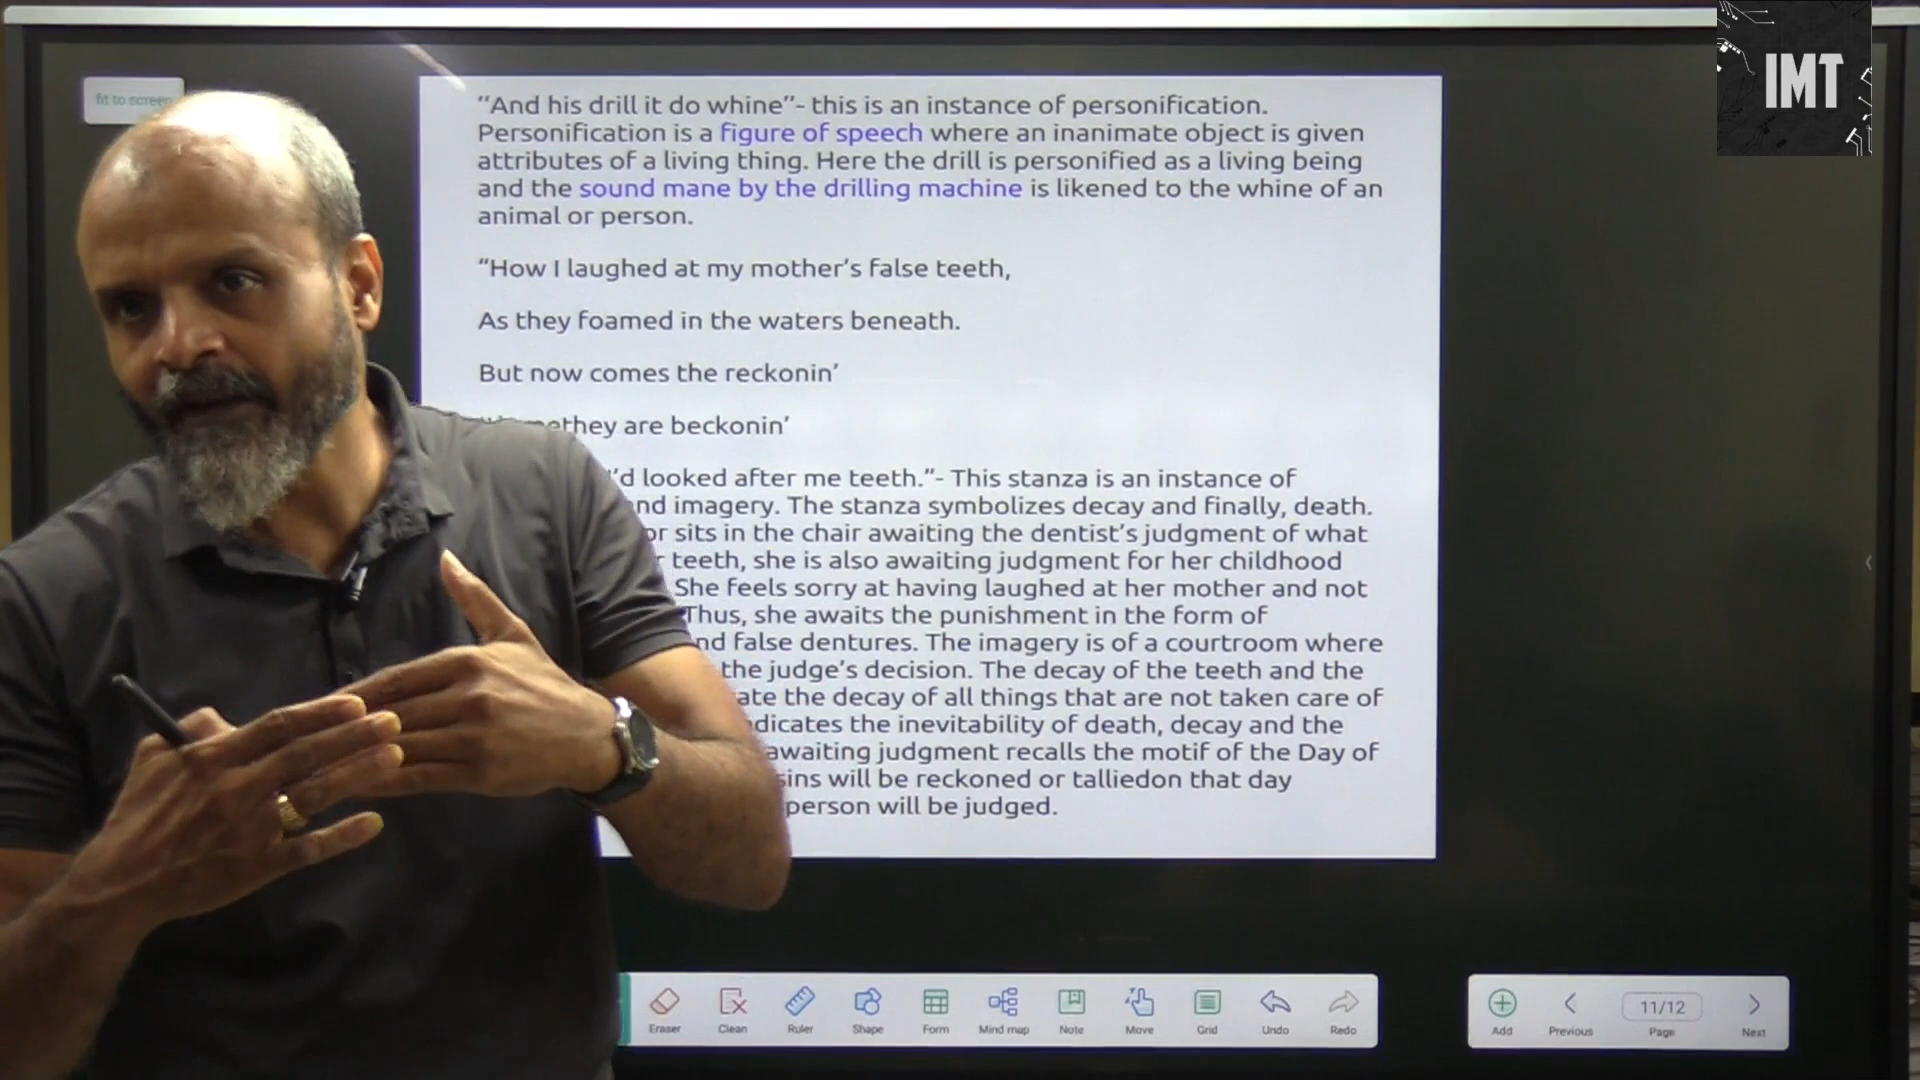 IMT
fit to screen
“And his drill it do whine”- this is an instance of personification.
Personification is a figure of speech where an inanimate object is given
attributes of a living thing. Here the drill is personified as a living being
and the sound mane by the drilling machine is likened to the whine of an
animal or person.
“How I laughed at my mother’s false teeth,
As they foamed in the waters beneath.
But now comes the reckonin’
they are beckonin’
’d looked after me teeth.”- This stanza is an instance of
nd imagery. The stanza symbolizes decay and finally, death.
or sits in the chair awaiting the dentist’s judgment of what
teeth, she is also awaiting judgment for her childhood
She feels sorry at having laughed at her mother and not
Thus, she awaits the punishment in the form of
nd false dentures. The imagery is of a courtroom where
the judge’s decision. The decay of the teeth and the
ate the decay of all things that are not taken care of
dicates the inevitability of death, decay and the
awaiting judgment recalls the motif of the Day of
sins will be reckoned or talliedon that day
person will be judged.
Eraser Clean Ruler Shape Form Mind map Note Move Grid Undo Redo
11/12
Add Previous Page Next